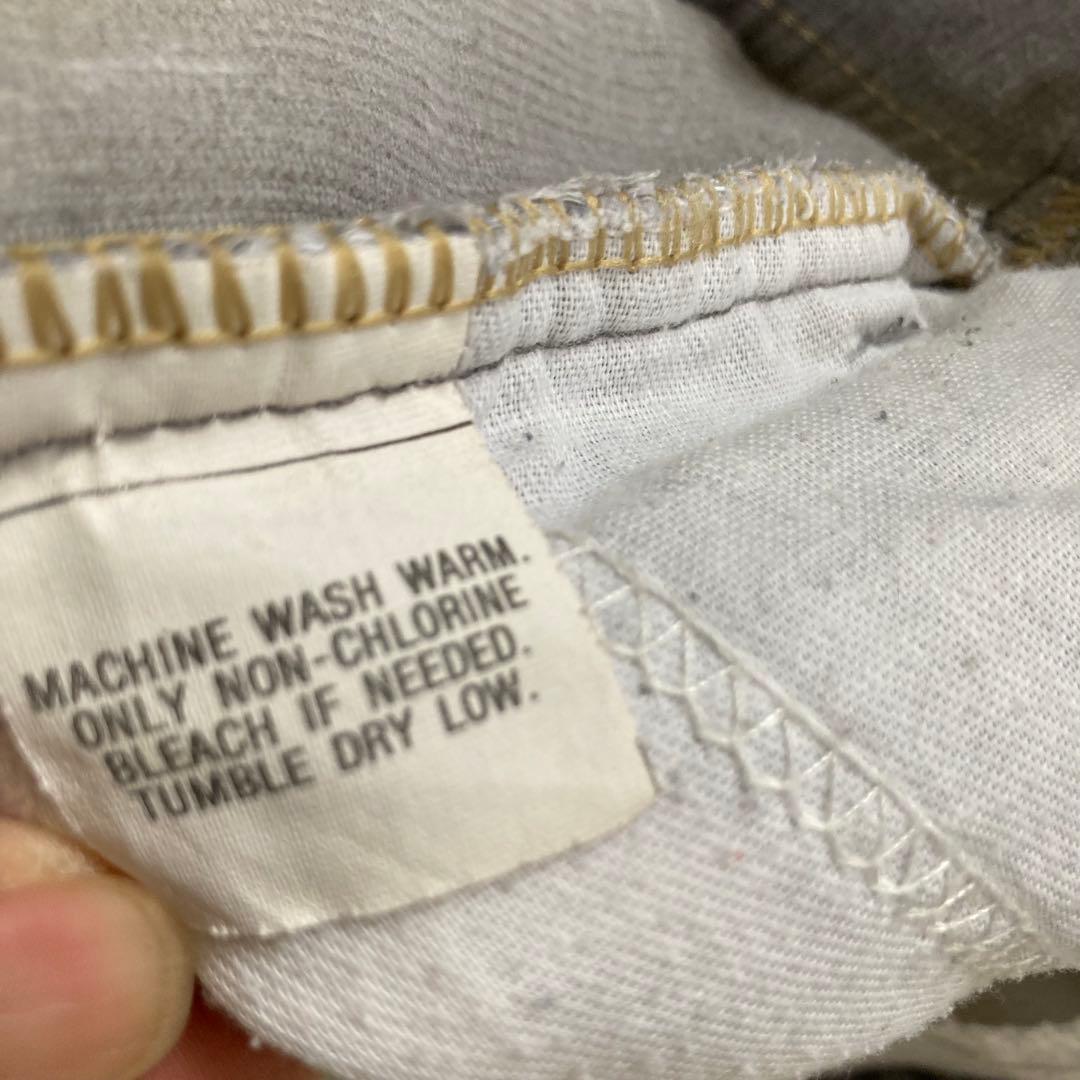 MACHINE WASH WARM.
ONLY NON-CHLORINE
BLEACH IF NEEDED.
TUMBLE DRY LOW.